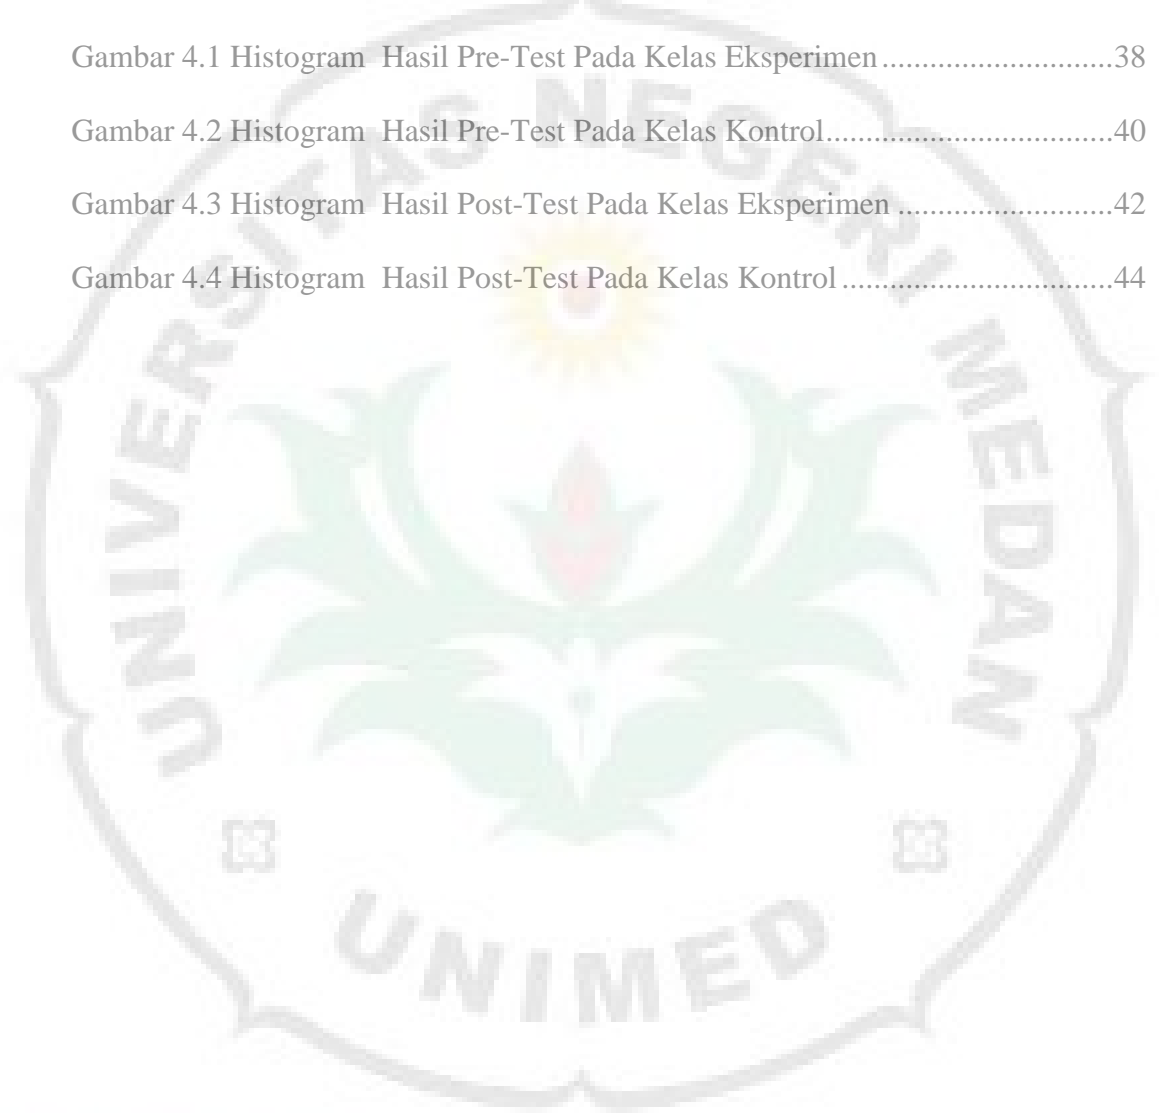 Gambar 4.1 Histogram  Hasil Pre-Test Pada Kelas Eksperimen.............................38
Gambar 4.2 Histogram  Hasil Pre-Test Pada Kelas Kontrol....................................40
Gambar 4.3 Histogram  Hasil Post-Test Pada Kelas Eksperimen ...........................42
Gambar 4.4 Histogram  Hasil Post-Test Pada Kelas Kontrol ..................................44
UNIVERSITAS NEGERI MEDAN
UNIMED